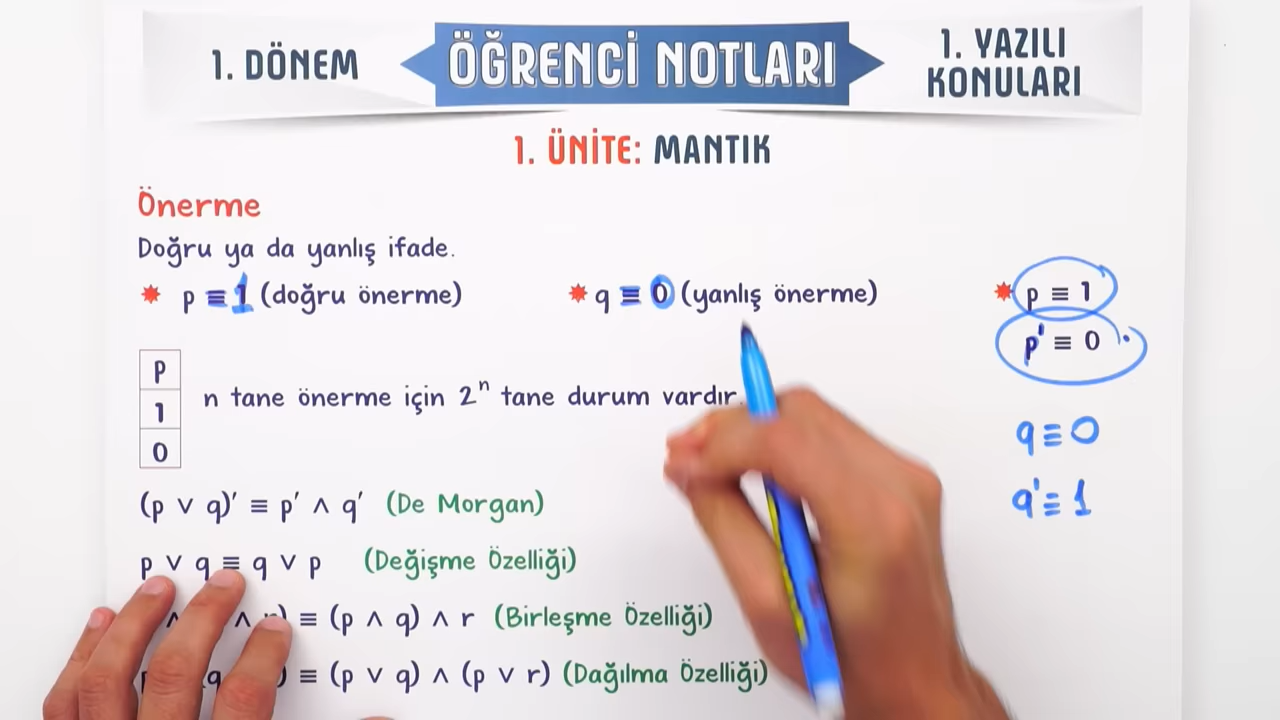 1. DÖNEM
ÖĞRENCİ NOTLARI
1. YAZILI
KONULARI
1. ÜNİTE: MANTIK
Önerme
Doğru ya da yanlış ifade.
p ≡ 1 (doğru önerme)
q ≡ 0 (yanlış önerme)
p ≡ 1
p' ≡ 0
q ≡ 0
q' ≡ 1
p
1
0
n tane önerme için 2ⁿ tane durum vardır.
(p ∨ q)′ ≡ p′ ∧ q′ (De Morgan)
p ∨ q ≡ q ∨ p (Değişme Özelliği)
∧ ∧ ) ≡ (p ∧ q) ∧ r (Birleşme Özelliği)
(q ) ≡ (p ∨ q) ∧ (p ∨ r) (Dağılma Özelliği)